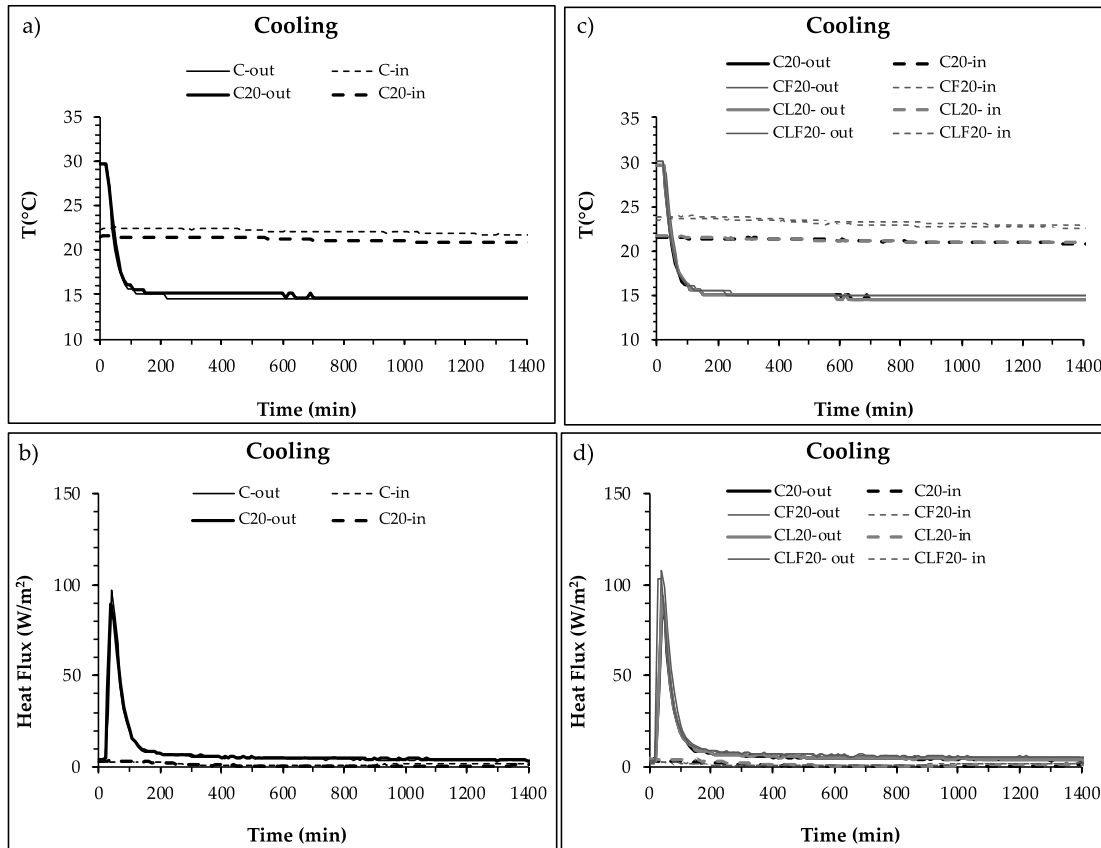 a)
Cooling
C-out C-in
C20-out C20-in
35
30
25
20
15
10
T(°C)
0 200 400 600 800 1000 1200 1400
Time (min)
c)
Cooling
C20-out C20-in
CF20-out CF20-in
CL20- out CL20- in
CLF20- out CLF20- in
35
30
25
20
15
10
T(°C)
0 200 400 600 800 1000 1200 1400
Time (min)
b)
Cooling
C-out C-in
C20-out C20-in
150
100
50
0
Heat Flux (W/m²)
0 200 400 600 800 1000 1200 1400
Time (min)
d)
Cooling
C20-out C20-in
CF20-out CF20-in
CL20-out CL20-in
CLF20- out CLF20- in
150
100
50
0
Heat Flux (W/m²)
0 200 400 600 800 1000 1200 1400
Time (min)